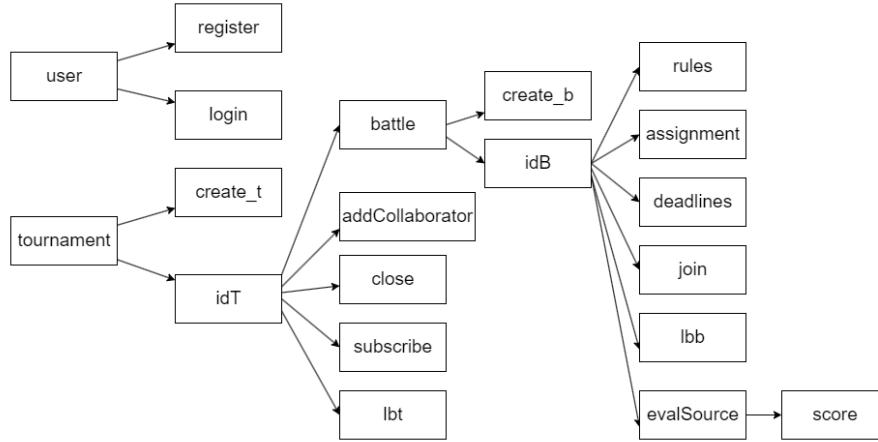 user
register
login
tournament
create_t
idT
battle
addCollaborator
close
subscribe
lbt
create_b
idB
rules
assignment
deadlines
join
lbb
evalSource
score